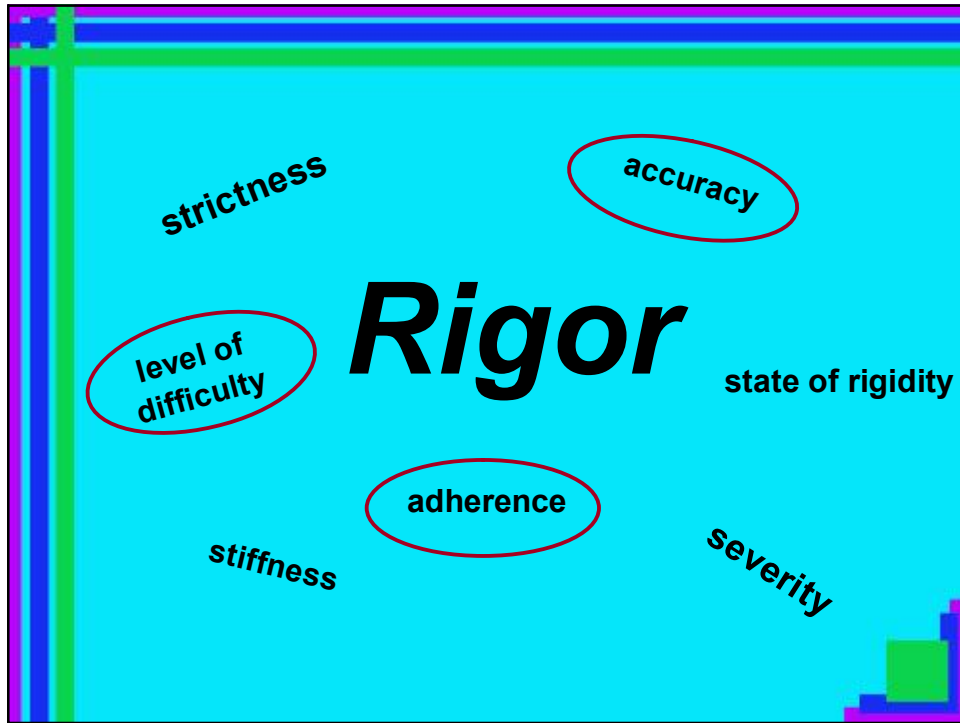 strictness
accuracy
Rigor
level of
difficulty
state of rigidity
adherence
stiffness
severity